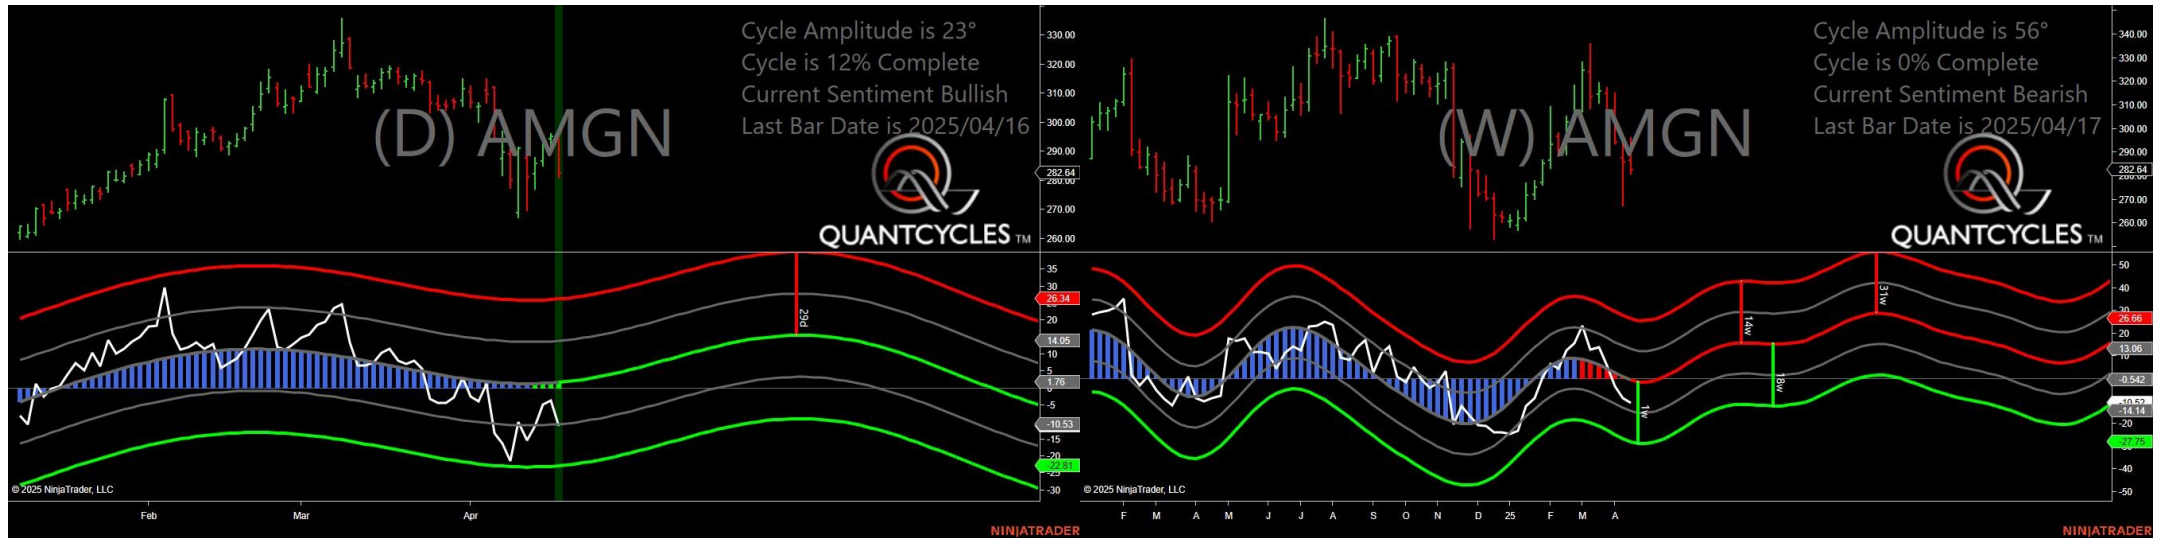 Cycle Amplitude is 23°
Cycle is 12% Complete
Current Sentiment Bullish
Last Bar Date is 2025/04/16
(D) AMGN
QUANTCYCLES TM
330.00
320.00
310.00
300.00
290.00
282.64
280.00
270.00
260.00
35
30
26.34
20
14.05
10
5
1.76
-5
-10.53
-15
-20
-22.81
-30
29d
© 2025 NinjaTrader, LLC
Feb Mar Apr
NINJATRADER
Cycle Amplitude is 56°
Cycle is 0% Complete
Current Sentiment Bearish
Last Bar Date is 2025/04/17
(W) AMGN
QUANTCYCLES TM
340.00
330.00
320.00
310.00
300.00
290.00
282.64
270.00
260.00
50
40
30
26.66
20
13.06
10
-0.542
-10.52
-14.14
-20
-27.75
-40
-50
1w
14w
18w
31w
© 2025 NinjaTrader, LLC
F M A M J J A S O N D 25 F M A
NINJATRADER